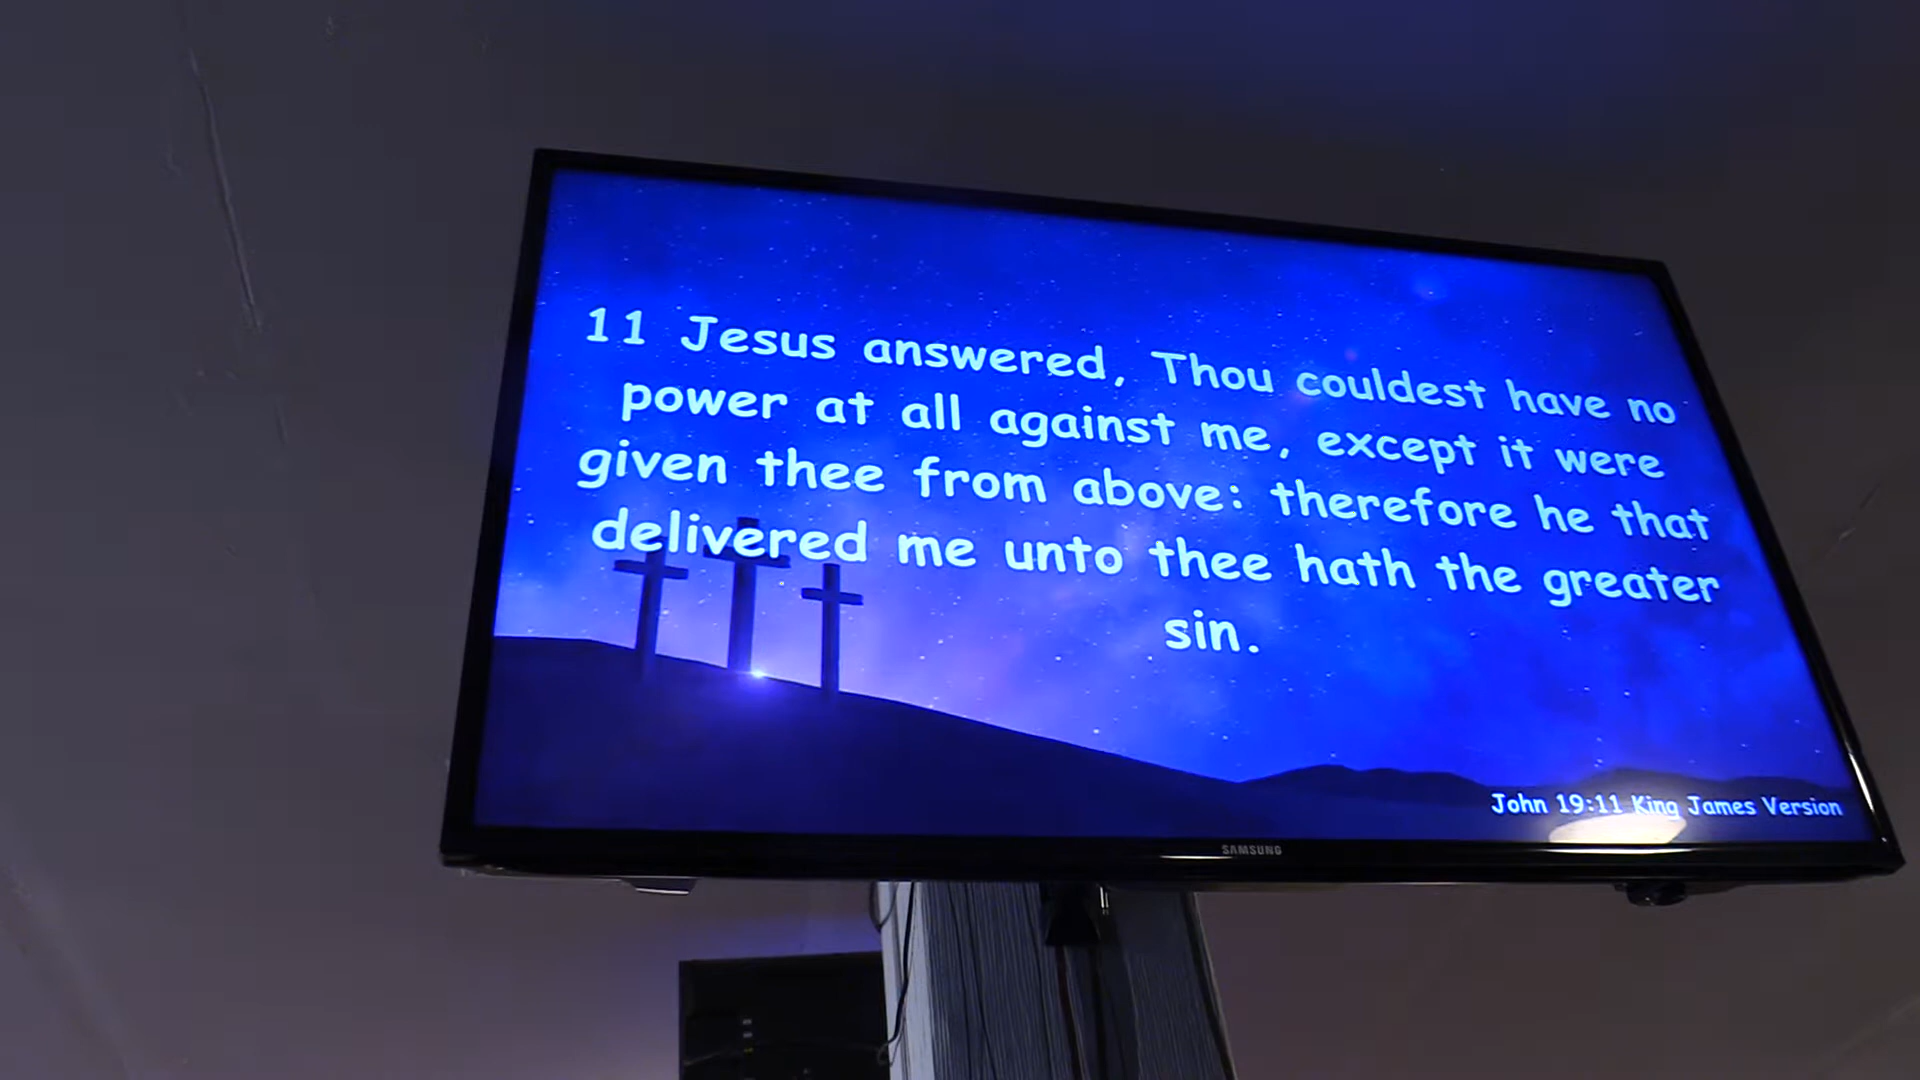 11 Jesus answered, Thou couldest have no
power at all against me, except it were
given thee from above: therefore he that
delivered me unto thee hath the greater
sin.
John 19:11 King James Version
SAMSUNG